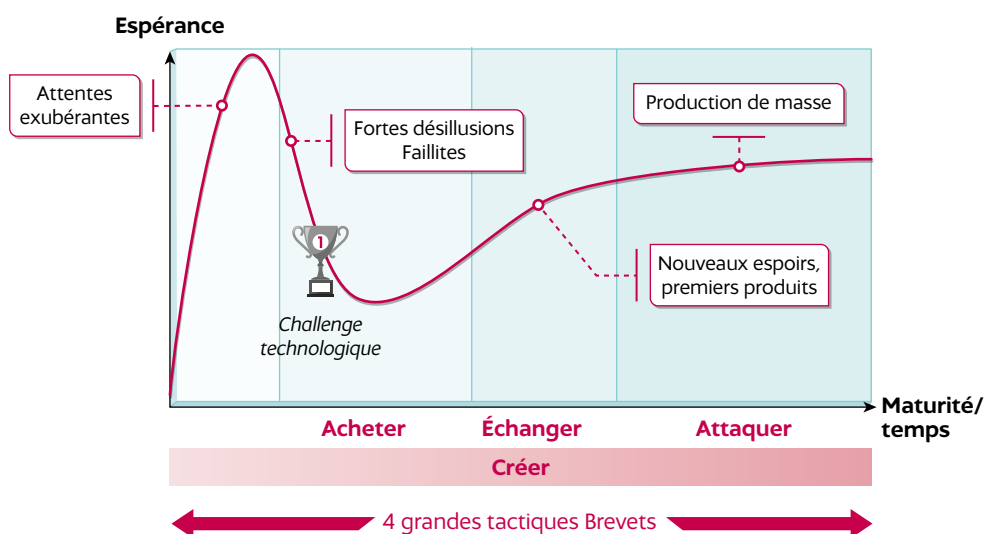 Espérance
Attentes
exubérantes
Fortes désillusions
Faillites
Production de masse
1
Challenge
technologique
Nouveaux espoirs,
premiers produits
Maturité/
temps
Acheter
Échanger
Attaquer
Créer
4 grandes tactiques Brevets